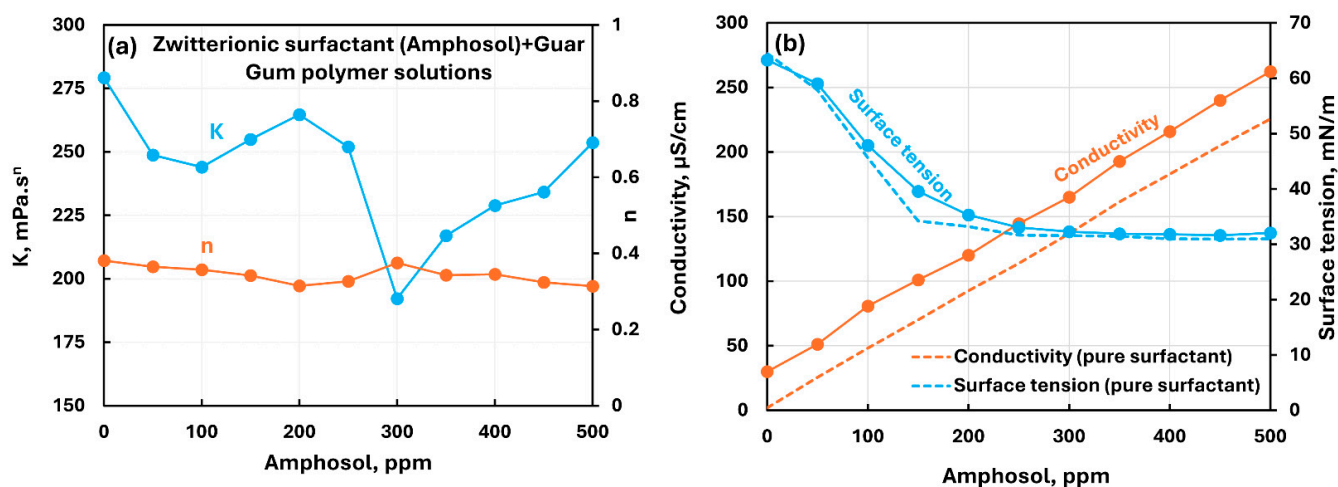 (a) Zwitterionic surfactant (Amphosol)+Guar
Gum polymer solutions
K, mPa.sⁿ
300
275
250
225
200
175
150
K
n
1
0.8
0.6
0.4
0.2
0
n
0 100 200 300 400 500
Amphosol, ppm
(b)
Conductivity, µS/cm
300
250
200
150
100
50
0
Surface tension
Conductivity
Conductivity (pure surfactant)
Surface tension (pure surfactant)
70
60
50
40
30
20
10
0
Surface tension, mN/m
0 100 200 300 400 500
Amphosol, ppm